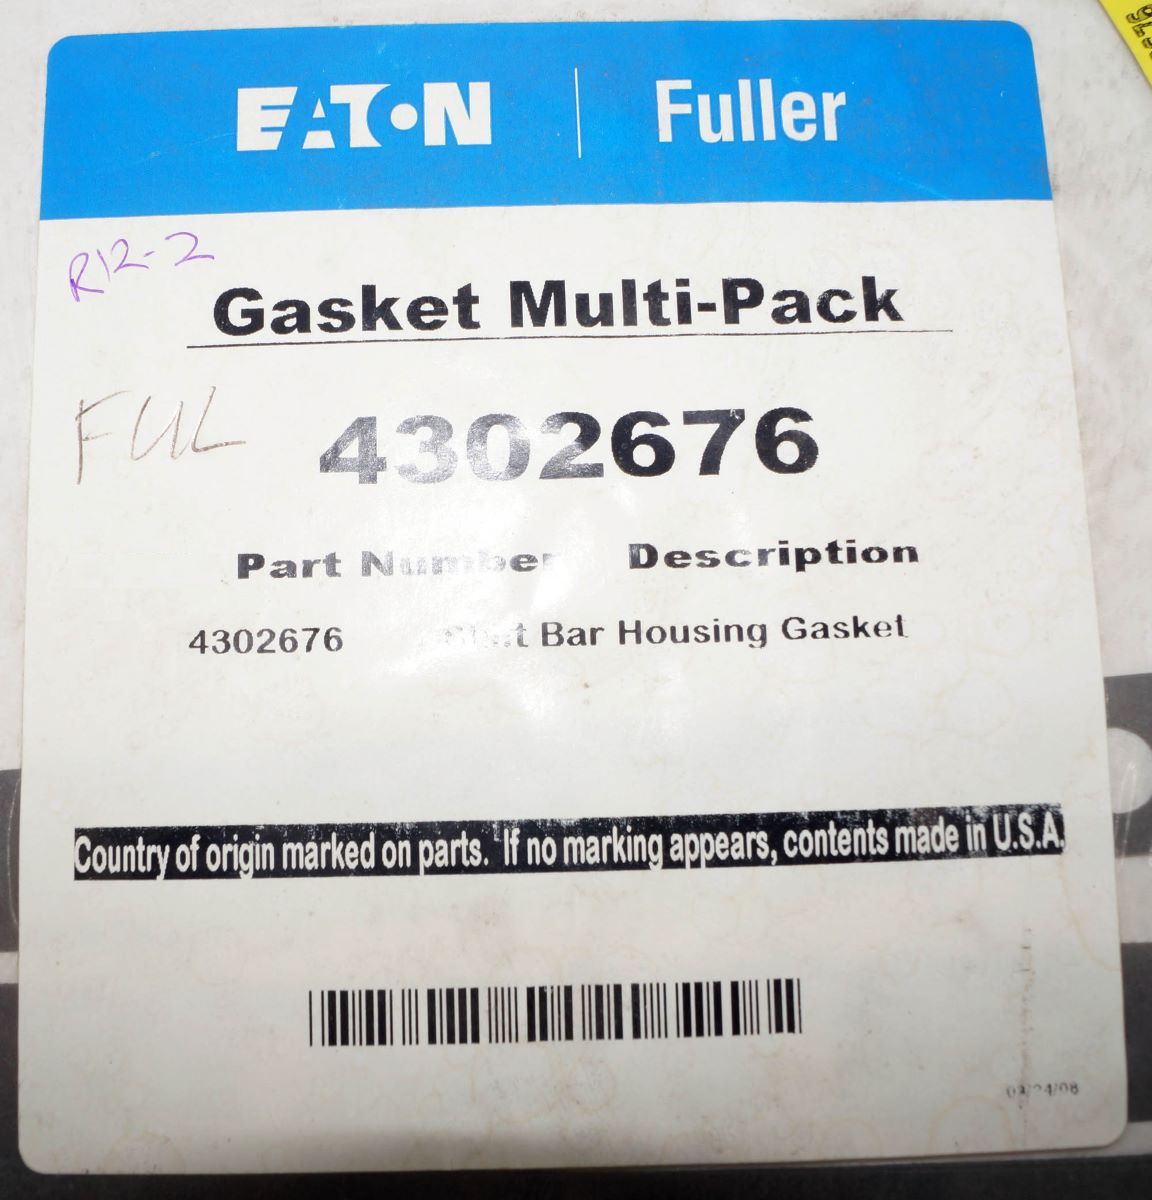 EATON | Fuller
R12-2
Gasket Multi-Pack
FUL
4302676
Part Number Description
4302676 Bar Housing Gasket
Country of origin marked on parts. If no marking appears, contents made in U.S.A.